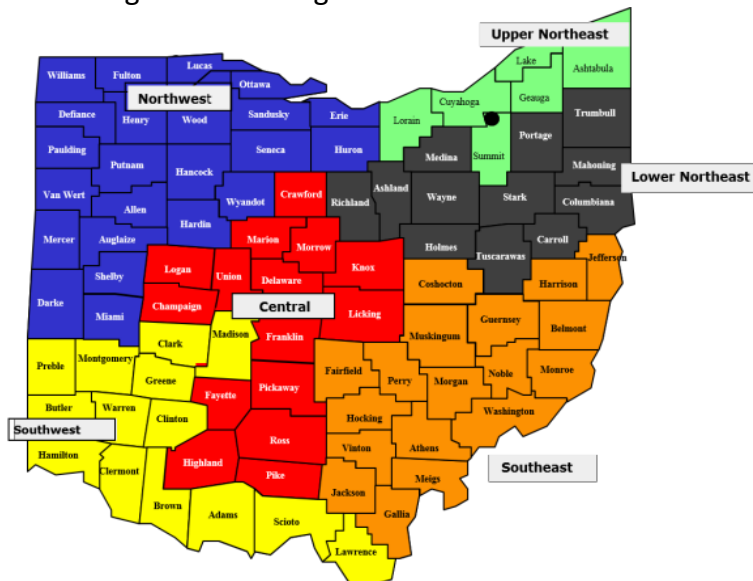 Upper Northeast
Williams
Fulton
Lucas
Ottawa
Lake
Ashtabula
Northwest
Cuyahoga
Geauga
Defiance
Henry
Wood
Sandusky
Erie
Lorain
Trumbull
Paulding
Putnam
Hancock
Seneca
Huron
Medina
Summit
Portage
Mahoning
Lower Northeast
Van Wert
Allen
Wyandot
Crawford
Richland
Ashland
Wayne
Stark
Columbiana
Mercer
Auglaize
Hardin
Marion
Morrow
Holmes
Tuscarawas
Carroll
Jefferson
Shelby
Logan
Union
Delaware
Knox
Coshocton
Harrison
Darke
Miami
Champaign
Central
Licking
Muskingum
Guernsey
Belmont
Clark
Madison
Franklin
Preble
Montgomery
Greene
Fairfield
Perry
Morgan
Noble
Monroe
Fayette
Pickaway
Butler
Warren
Clinton
Hocking
Washington
Southwest
Ross
Vinton
Athens
Hamilton
Clermont
Highland
Pike
Southeast
Meigs
Jackson
Brown
Adams
Scioto
Gallia
Lawrence